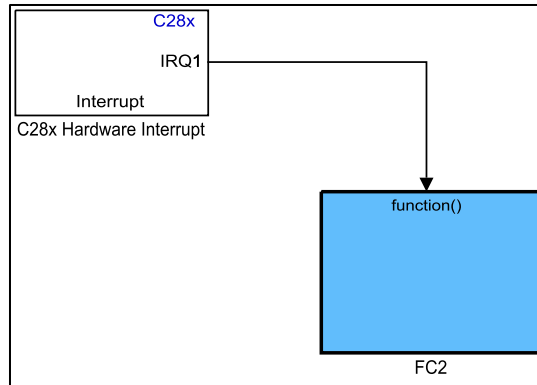 C28x
IRQ1
Interrupt
C28x Hardware Interrupt
function()
FC2